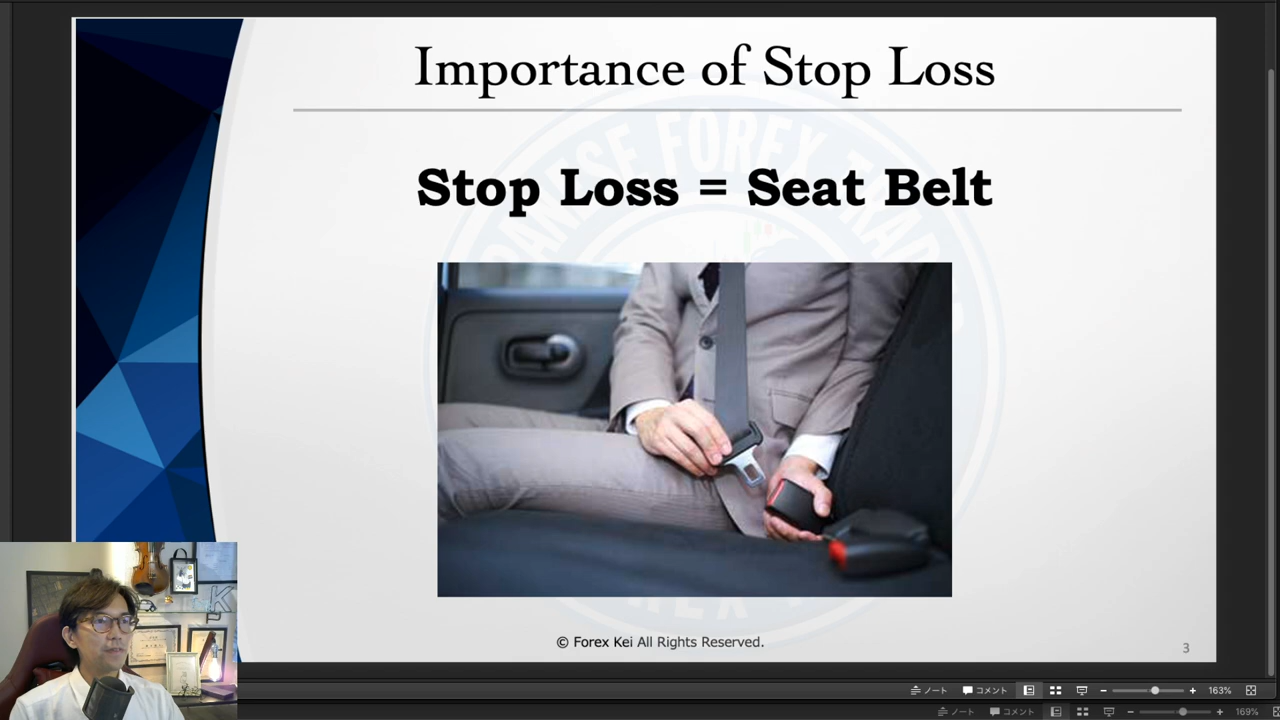 Importance of Stop Loss
Stop Loss = Seat Belt
© Forex Kei All Rights Reserved.
3
ノート コメント 163%
ノート コメント 169%